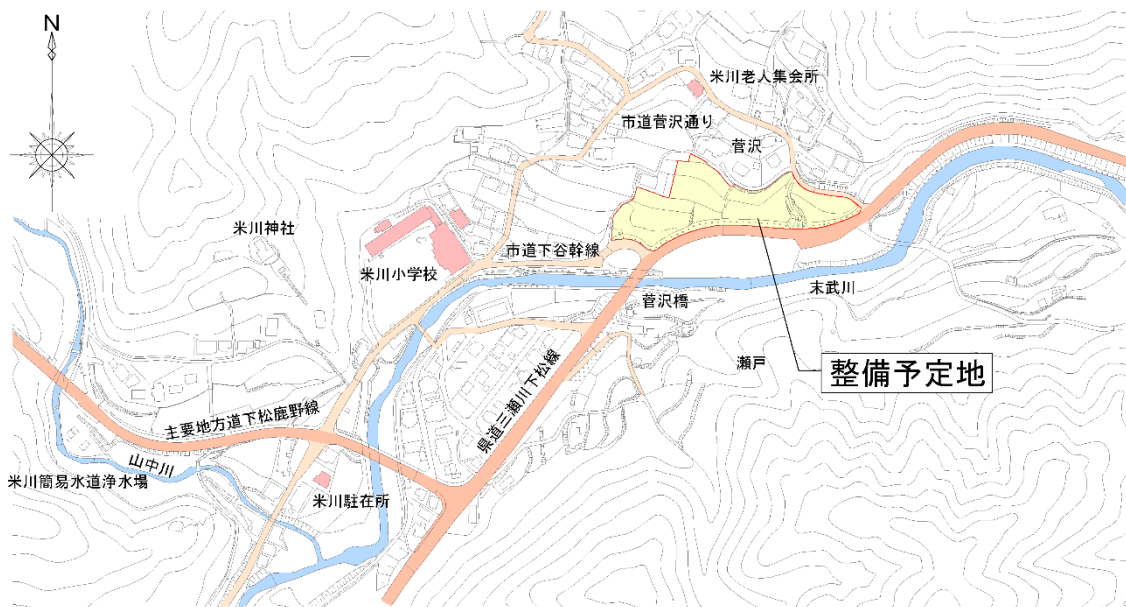 N
米川老人集会所
市道菅沢通り
菅沢
米川神社
市道下谷幹線
米川小学校
末武川
菅沢橋
瀬戸
整備予定地
県道三瀬川下松線
主要地方道下松鹿野線
山中川
米川簡易水道浄水場
米川駐在所